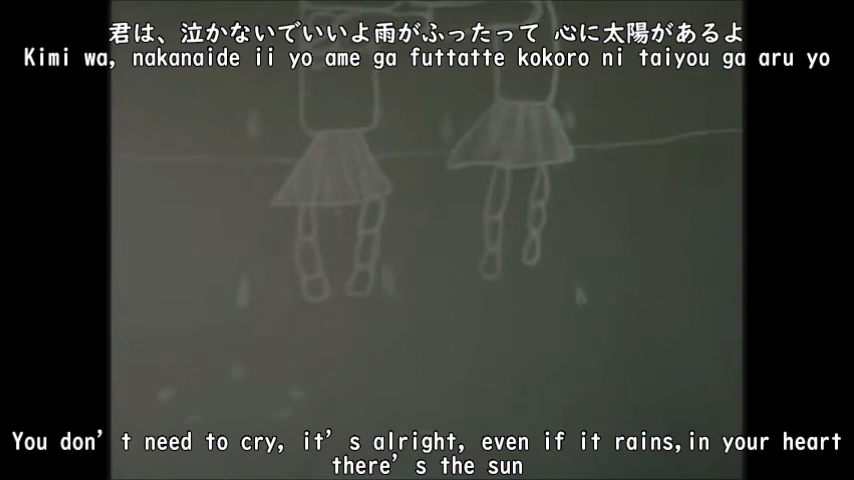 君は、泣かないでいいよ雨がふったって 心に太陽があるよ
Kimi wa, nakanaide ii yo ame ga futtatte kokoro ni taiyou ga aru yo
You don’t need to cry, it’s alright, even if it rains,in your heart
there’s the sun